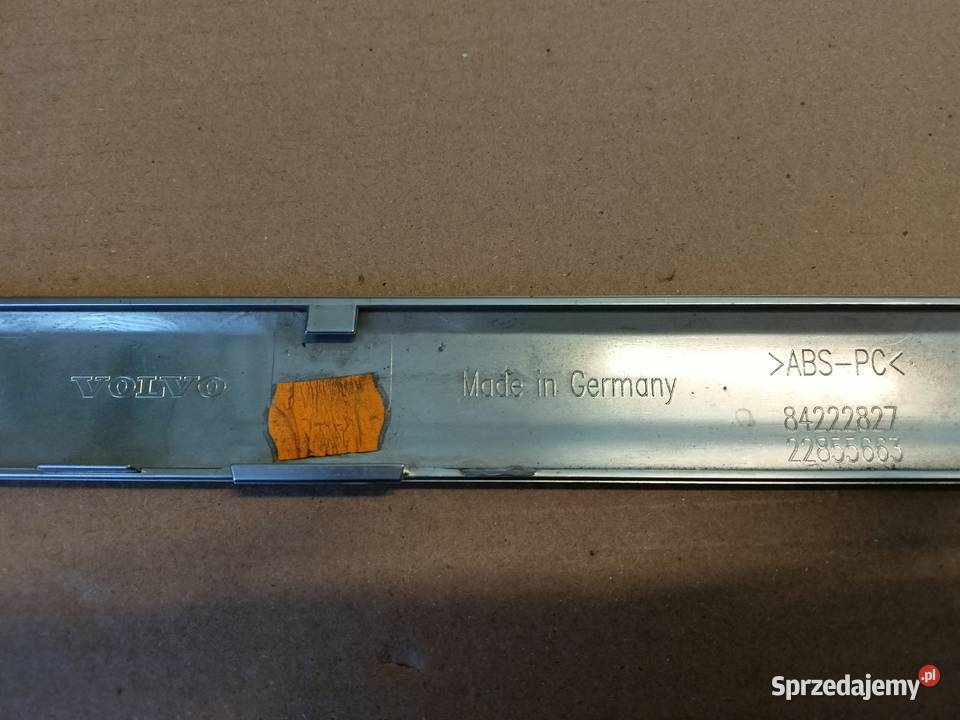 VOLVO
Made in Germany
>ABS-PC<
84222827
22855663
Sprzedajemy.pl